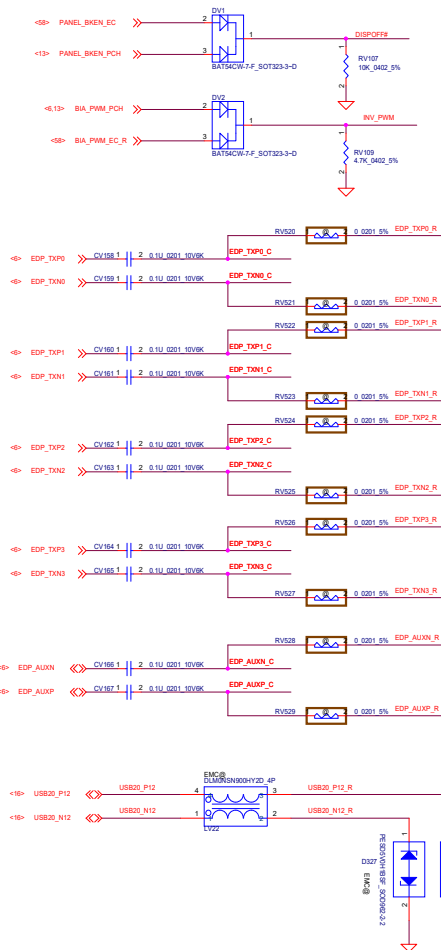 DV1
<58> PANEL_BKEN_EC 2
1 DISPOFF#
<13> PANEL_BKEN_PCH 3
BAT54CW-7-F_SOT323-3~D
1
RV107
10K_0402_5%
2
DV2
<6,13> BIA_PWM_PCH 2
1 INV_PWM
<58> BIA_PWM_EC_R 3
BAT54CW-7-F_SOT323-3~D
1
RV109
4.7K_0402_5%
2
RV520 1 @ 2 0_0201_5% EDP_TXP0_R
<6> EDP_TXP0 CV158 1 2 0.1U_0201_10V6K EDP_TXP0_C
<6> EDP_TXN0 CV159 1 2 0.1U_0201_10V6K EDP_TXN0_C
RV521 1 @ 2 0_0201_5% EDP_TXN0_R
RV522 1 @ 2 0_0201_5% EDP_TXP1_R
<6> EDP_TXP1 CV160 1 2 0.1U_0201_10V6K EDP_TXP1_C
<6> EDP_TXN1 CV161 1 2 0.1U_0201_10V6K EDP_TXN1_C
RV523 1 @ 2 0_0201_5% EDP_TXN1_R
RV524 1 @ 2 0_0201_5% EDP_TXP2_R
<6> EDP_TXP2 CV162 1 2 0.1U_0201_10V6K EDP_TXP2_C
<6> EDP_TXN2 CV163 1 2 0.1U_0201_10V6K EDP_TXN2_C
RV525 1 @ 2 0_0201_5% EDP_TXN2_R
RV526 1 @ 2 0_0201_5% EDP_TXP3_R
<6> EDP_TXP3 CV164 1 2 0.1U_0201_10V6K EDP_TXP3_C
<6> EDP_TXN3 CV165 1 2 0.1U_0201_10V6K EDP_TXN3_C
RV527 1 @ 2 0_0201_5% EDP_TXN3_R
RV528 1 @ 2 0_0201_5% EDP_AUXN_R
<6> EDP_AUXN CV166 1 2 0.1U_0201_10V6K EDP_AUXN_C
<6> EDP_AUXP CV167 1 2 0.1U_0201_10V6K EDP_AUXP_C
RV529 1 @ 2 0_0201_5% EDP_AUXP_R
EMC@
DLM0NSN900HY2D_4P
<16> USB20_P12 USB20_P12 4 3 USB20_P12_R
<16> USB20_N12 USB20_N12 1 2 USB20_N12_R
LV22
1
D327
EMC@
2